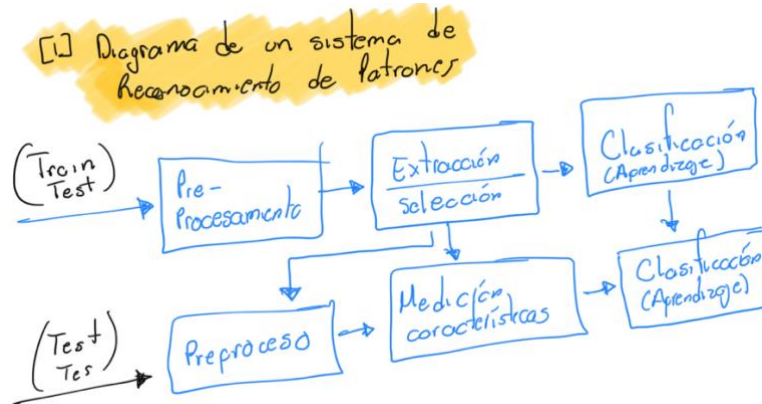 [1] Diagrama de un sistema de
Reconocimiento de Patrones
(Train
Test)
Pre-
Procesamiento
Extracción
selección
Clasificación
(Aprendizaje)
(Test
Tes)
Preproceso
Medición
características
Clasificación
(Aprendizaje)